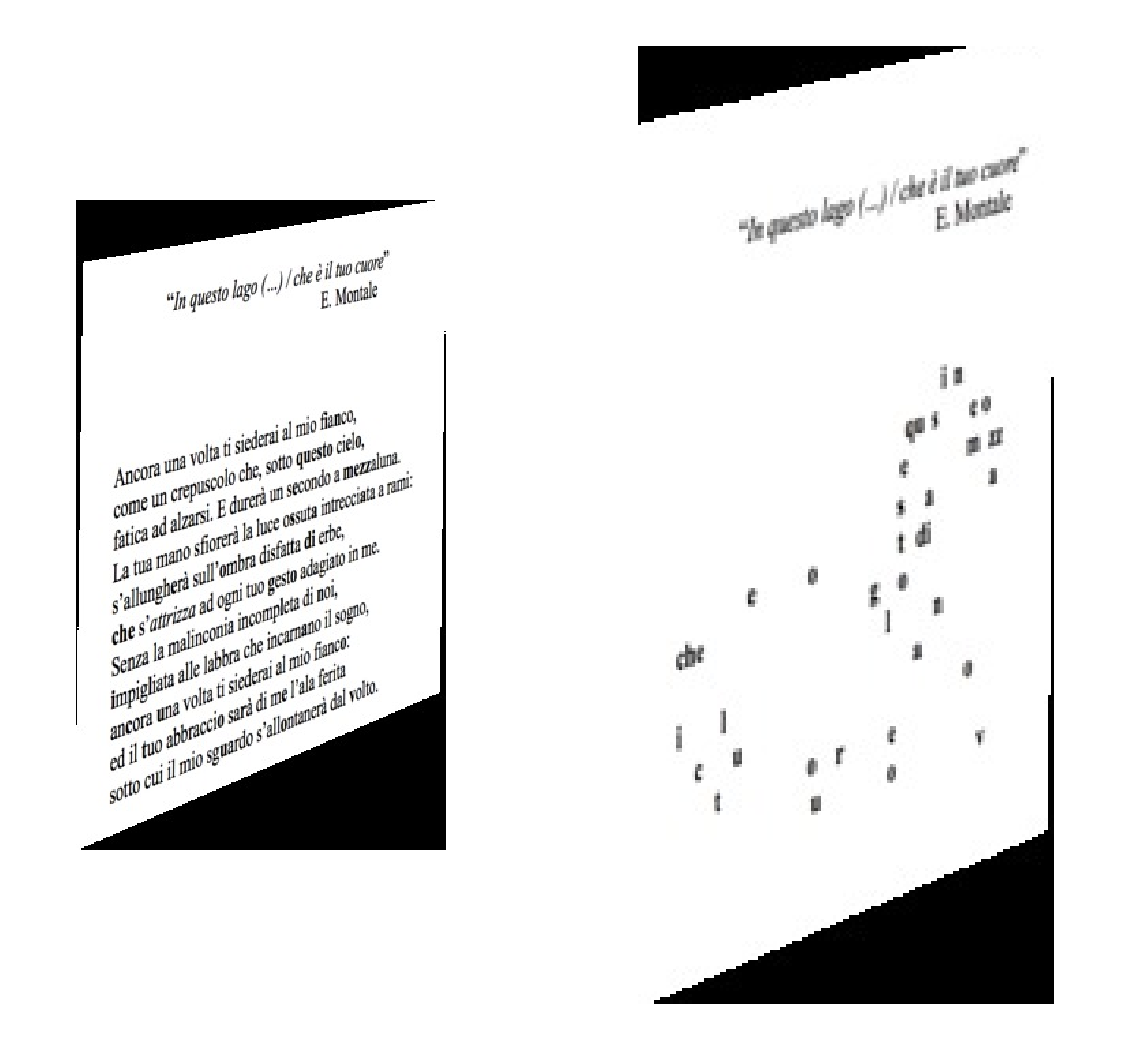 “In questo lago (...) / che è il tuo cuore”
E. Montale
Ancora una volta ti siederai al mio fianco,
come un crepuscolo che, sotto questo cielo,
fatica ad alzarsi. E durerà un secondo a mezzaluna.
La tua mano sfiorerà la luce ossuta intrecciata a rami:
s’allungherà sull’ombra disfatta di erbe,
che s’attrizza ad ogni tuo gesto adagiato in me.
Senza la malinconia incompleta di noi,
impigliata alle labbra che incarnano il sogno,
ancora una volta ti siederai al mio fianco:
ed il tuo abbraccio sarà di me l’ala ferita
sotto cui il mio sguardo s’allontanerà dal volto.
“In questo lago (...) / che è il tuo cuore”
E. Montale
i n
qu s c o
e m zz
s a a
t di
e o g o
l n
che a
o
i l e v
c u o r o
t u